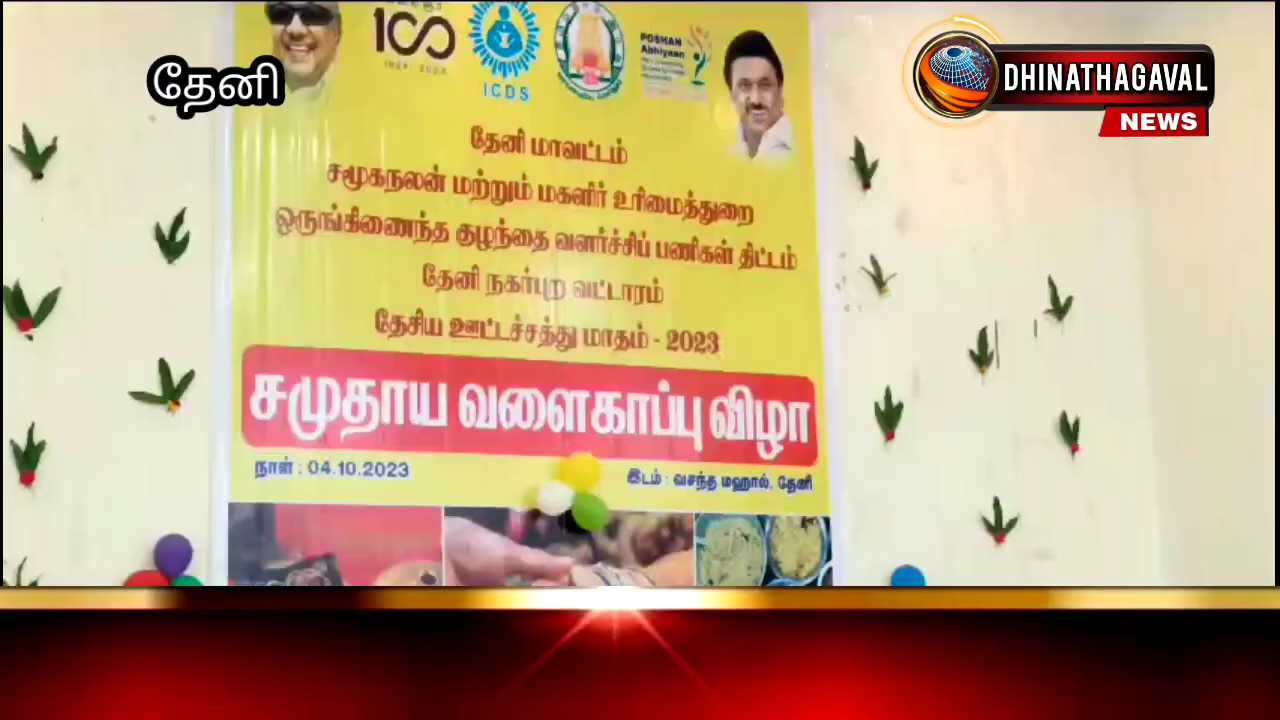 தேனி
100
ICDS
POSHAN
Abhiyaan
DHINATHAGAVAL
NEWS
தேனி மாவட்டம்
சமூகநலன் மற்றும் மகளிர் உரிமைத்துறை
ஒருங்கிணைந்த குழந்தை வளர்ச்சிப் பணிகள் திட்டம்
தேனி நகர்புற வட்டாரம்
தேசிய ஊட்டச்சத்து மாதம் - 2023
சமுதாய வளைகாப்பு விழா
நாள் : 04.10.2023
இடம் : வசந்த மஹால், தேனி